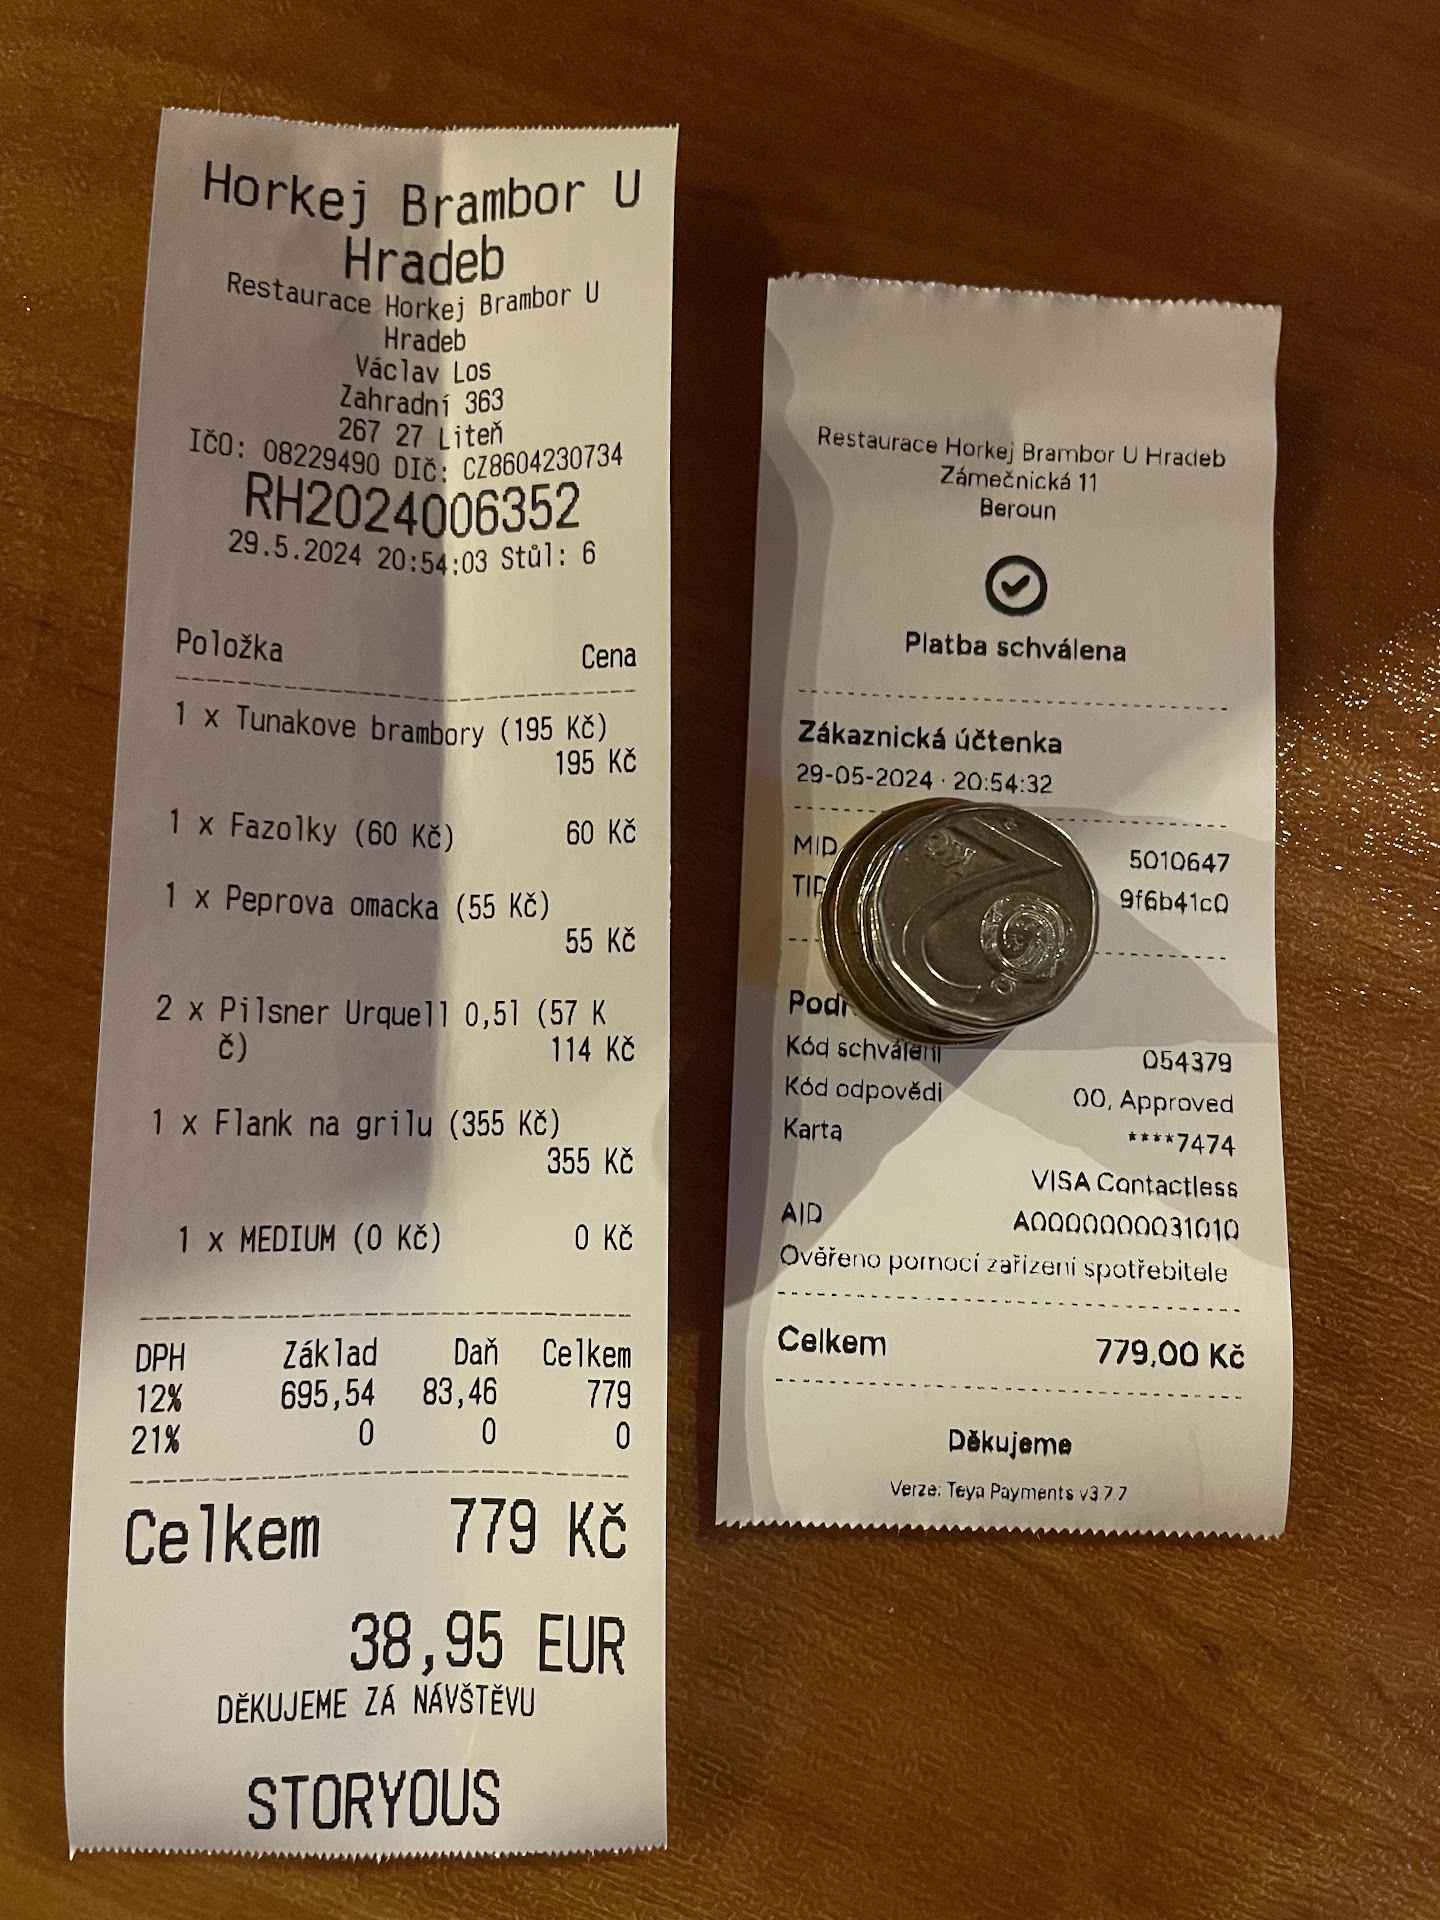 Horkej Brambor U
Hradeb
Restaurace Horkej Brambor U
Hradeb
Václav Los
Zahradní 363
267 27 Liteň
IČO: 08229490 DIČ: CZ8604230734
RH2024006352
29.5.2024 20:54:03 Stůl: 6
Položka Cena
1 x Tunakove brambory (195 Kč)
195 Kč
1 x Fazolky (60 Kč) 60 Kč
1 x Peprova omacka (55 Kč)
55 Kč
2 x Pilsner Urquell 0,5l (57 K
č) 114 Kč
1 x Flank na grilu (355 Kč)
355 Kč
1 x MEDIUM (0 Kč) 0 Kč
DPH Základ Daň Celkem
12% 695,54 83,46 779
21% 0 0 0
Celkem 779 Kč
38,95 EUR
DĚKUJEME ZÁ NÁVŠTĚVU
STORYOUS
Restaurace Horkej Brambor U Hradeb
Zámečnická 11
Beroun
Platba schválena
Zákaznická účtenka
29-05-2024 · 20:54:32
MID 5010647
TID 9f6b41c0
Kód schválení 054379
Kód odpovědi 00, Approved
Karta ****7474
VISA Contactless
AID A0000000031010
Ověřeno pomocí zařízení spotřebitele
Celkem 779,00 Kč
Děkujeme
Verze: Teya Payments v3.7.7